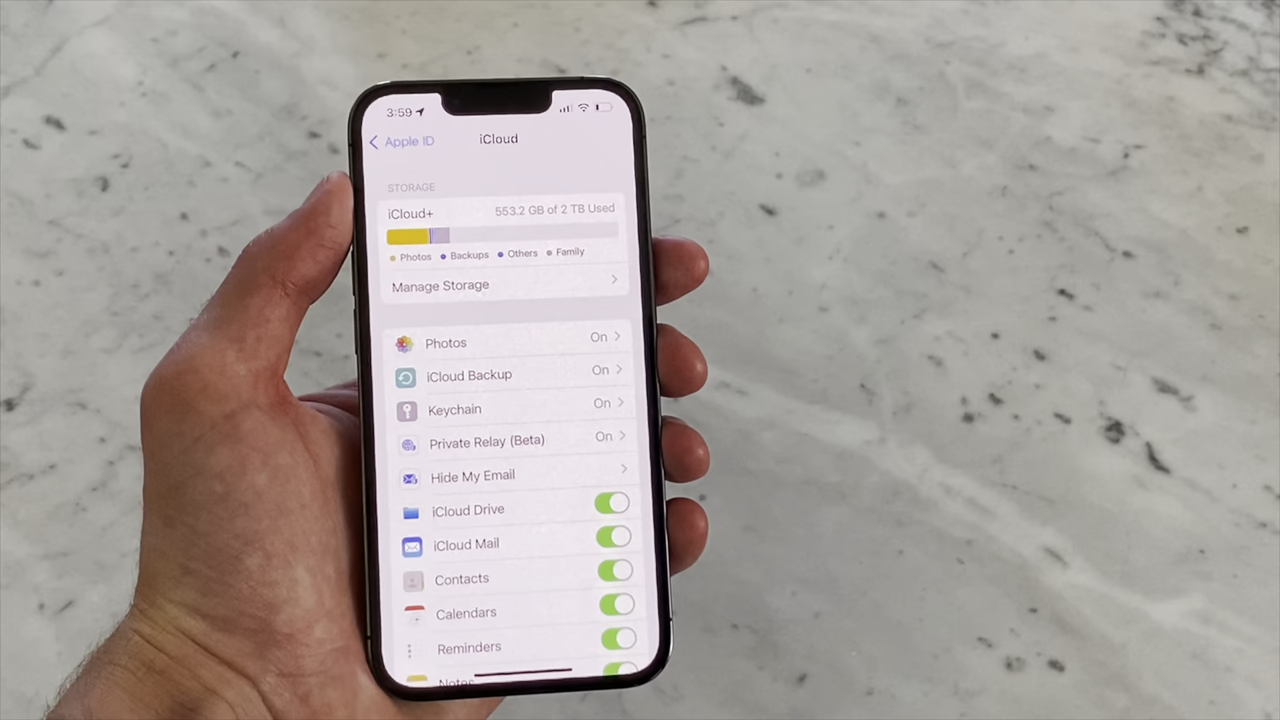 3:59
Apple ID iCloud
STORAGE
iCloud+ 553.2 GB of 2 TB Used
Photos Backups Others Family
Manage Storage
Photos On
iCloud Backup On
Keychain On
Private Relay (Beta) On
Hide My Email
iCloud Drive
iCloud Mail
Contacts
Calendars
Reminders
Notes